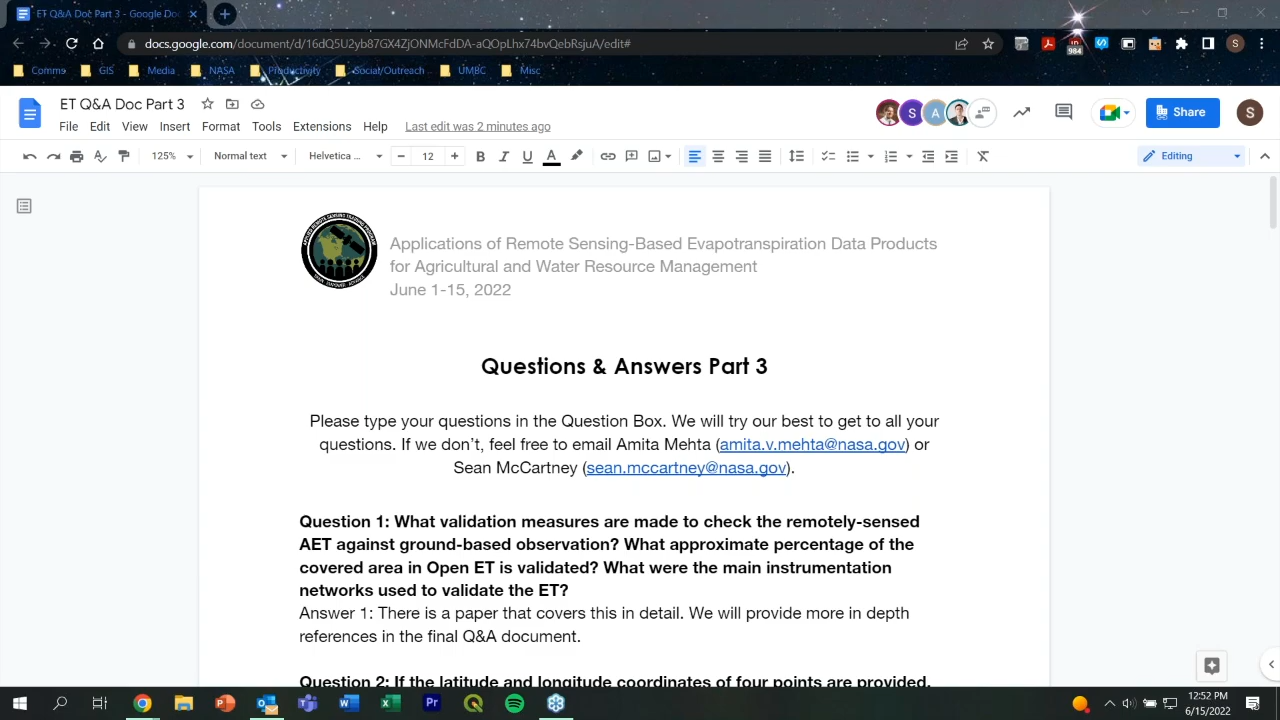 ET Q&A Doc Part 3 - Google Doc
docs.google.com/document/d/16dQ5U2yb87GX4ZjONMcFdDA-aQOpLhx74bvQebRsjuA/edit#
984
S
Comms
GIS
Media
NASA
Productivity
Social/Outreach
UMBC
Misc
ET Q&A Doc Part 3
S
A
Share
S
File Edit View Insert Format Tools Extensions Help Last edit was 2 minutes ago
125% Normal text Helvetica ... 12 B I U A Editing
Applications of Remote Sensing-Based Evapotranspiration Data Products
for Agricultural and Water Resource Management
June 1-15, 2022
Questions & Answers Part 3
Please type your questions in the Question Box. We will try our best to get to all your
questions. If we don’t, feel free to email Amita Mehta (amita.v.mehta@nasa.gov) or
Sean McCartney (sean.mccartney@nasa.gov).
Question 1: What validation measures are made to check the remotely-sensed
AET against ground-based observation? What approximate percentage of the
covered area in Open ET is validated? What were the main instrumentation
networks used to validate the ET?
Answer 1: There is a paper that covers this in detail. We will provide more in depth
references in the final Q&A document.
Question 2: If the latitude and longitude coordinates of four points are provided,
12:52 PM
6/15/2022